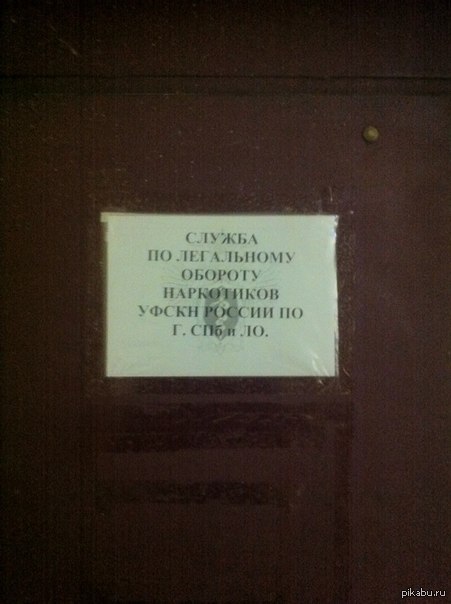 СЛУЖБА
ПО ЛЕГАЛЬНОМУ
ОБОРОТУ
НАРКОТИКОВ
УФСКН РОССИИ ПО
Г. СПб и ЛО.
pikabu.ru